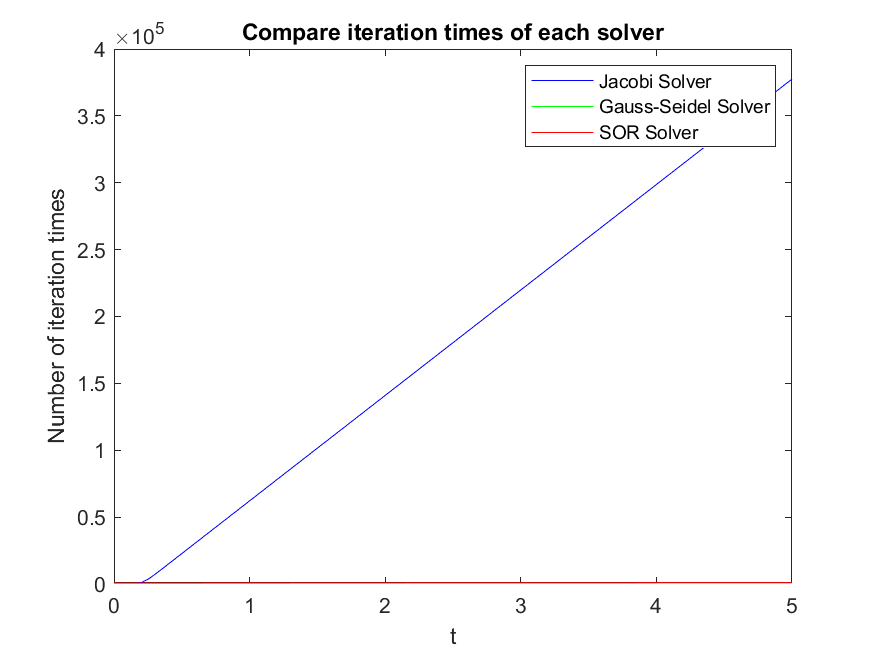 Compare iteration times of each solver
×10^5
4
3.5
3
2.5
2
1.5
1
0.5
0
Number of iteration times
Jacobi Solver
Gauss-Seidel Solver
SOR Solver
0 1 2 3 4 5
t